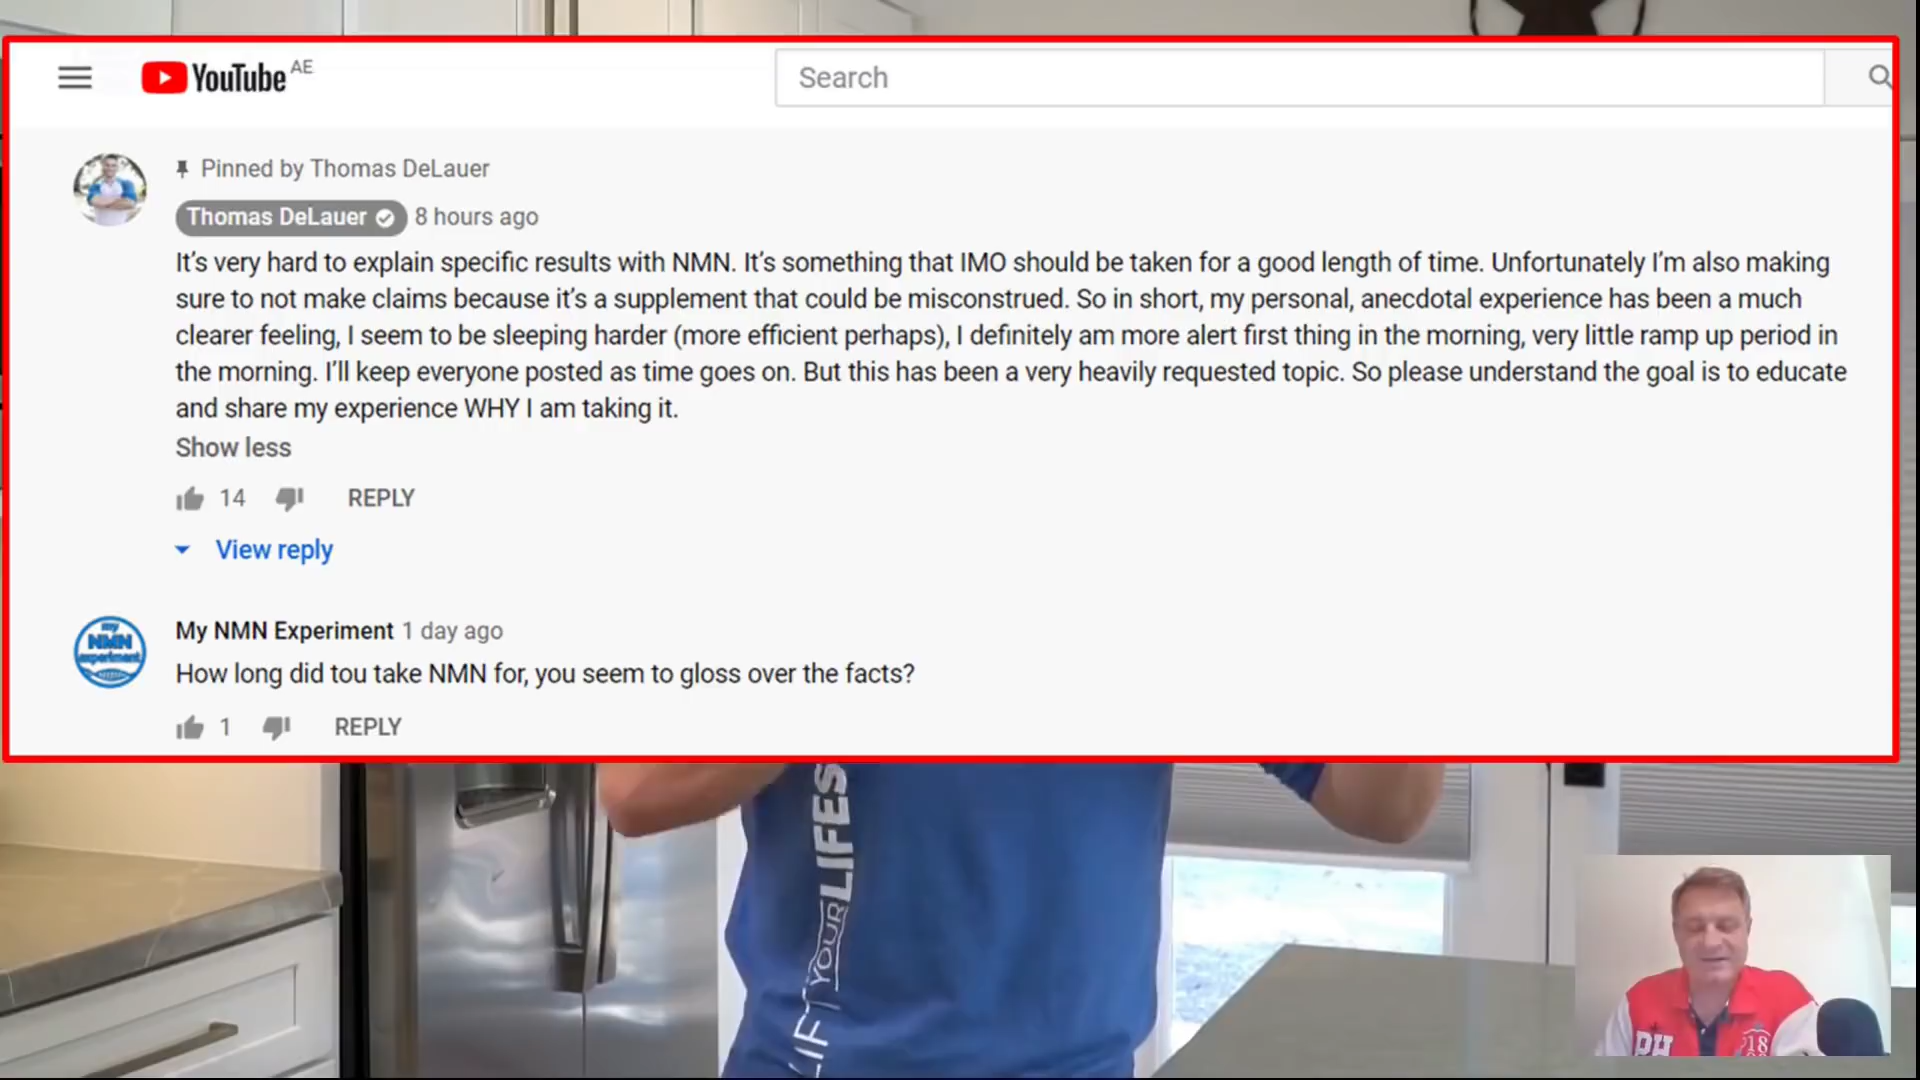 YouTube AE
Search
Pinned by Thomas DeLauer
Thomas DeLauer 8 hours ago
It's very hard to explain specific results with NMN. It's something that IMO should be taken for a good length of time. Unfortunately I'm also making
sure to not make claims because it's a supplement that could be misconstrued. So in short, my personal, anecdotal experience has been a much
clearer feeling, I seem to be sleeping harder (more efficient perhaps), I definitely am more alert first thing in the morning, very little ramp up period in
the morning. I'll keep everyone posted as time goes on. But this has been a very heavily requested topic. So please understand the goal is to educate
and share my experience WHY I am taking it.
Show less
14 REPLY
View reply
my
NMN
experiment
My NMN Experiment 1 day ago
How long did tou take NMN for, you seem to gloss over the facts?
1 REPLY
YOUR LIFES
RH
18